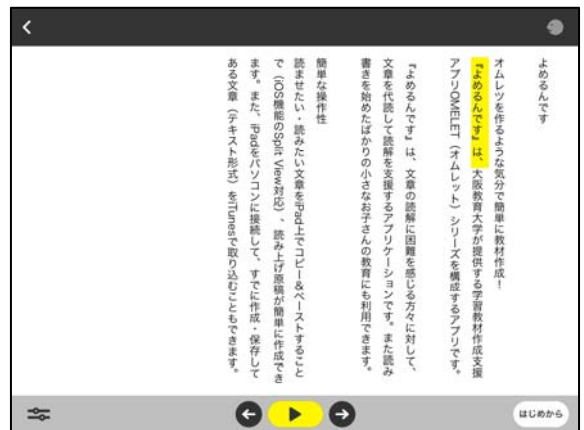 よめるんです
オムレツを作るような気分で簡単に教材作成！
『よめるんです』は、大阪教育大学が提供する学習教材作成支援
アプリOMELET（オムレット）シリーズを構成するアプリです。
『よめるんです』は、文章の読解に困難を感じる方々に対して、
文章を代読して読解を支援するアプリケーションです。また読み
書きを始めたばかりの小さなお子さんの教育にも利用できます。
簡単な操作性
読ませたい・読みたい文章をiPad上でコピー&ペーストすること
で（iOS機能のSplit View対応）、読み上げ原稿が簡単に作成でき
ます。また、iPadをパソコンに接続して、すでに作成・保存して
ある文章（テキスト形式）をiTunesで取り込むこともできます。
はじめから